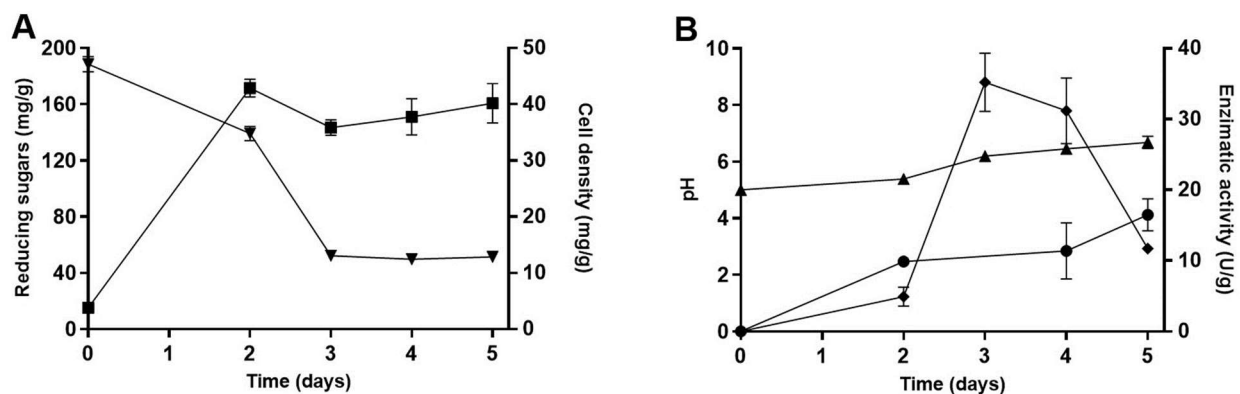 A
Reducing sugars (mg/g)
200
160
120
80
40
0
50
40
30
20
10
0
Cell density (mg/g)
0 1 2 3 4 5
Time (days)
B
pH
10
8
6
4
2
0
40
30
20
10
0
Enzimatic activity (U/g)
0 1 2 3 4 5
Time (days)